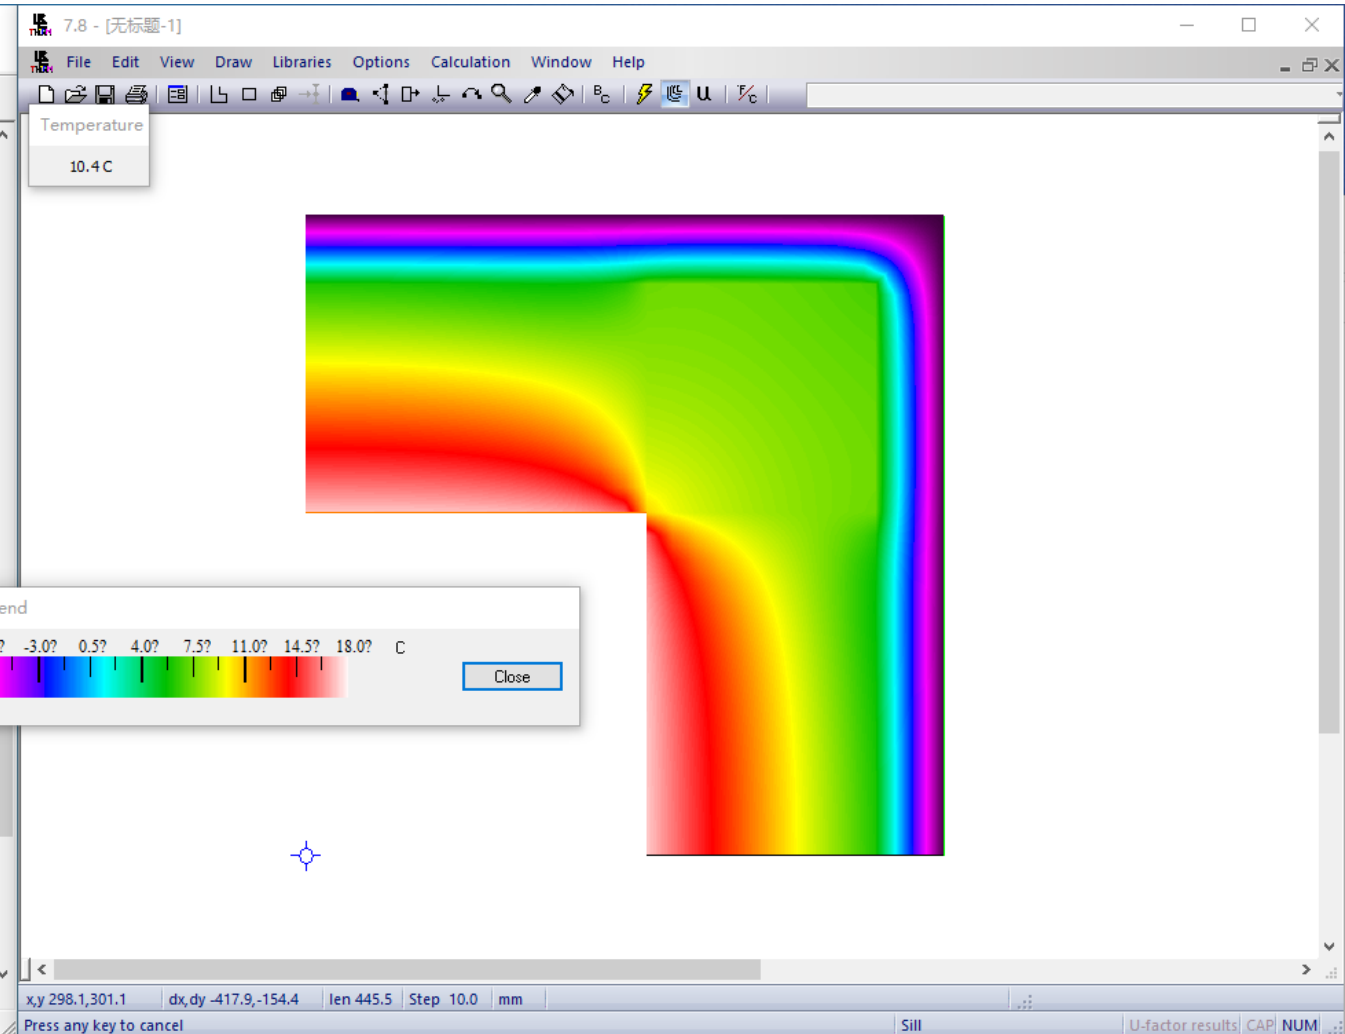 7.8 - [无标题-1]
File Edit View Draw Libraries Options Calculation Window Help
Temperature
10.4 C
end
? -3.0? 0.5? 4.0? 7.5? 11.0? 14.5? 18.0? C
Close
x,y 298.1,301.1 dx,dy -417.9,-154.4 len 445.5 Step 10.0 mm
Press any key to cancel Sill U-factor results CAP NUM